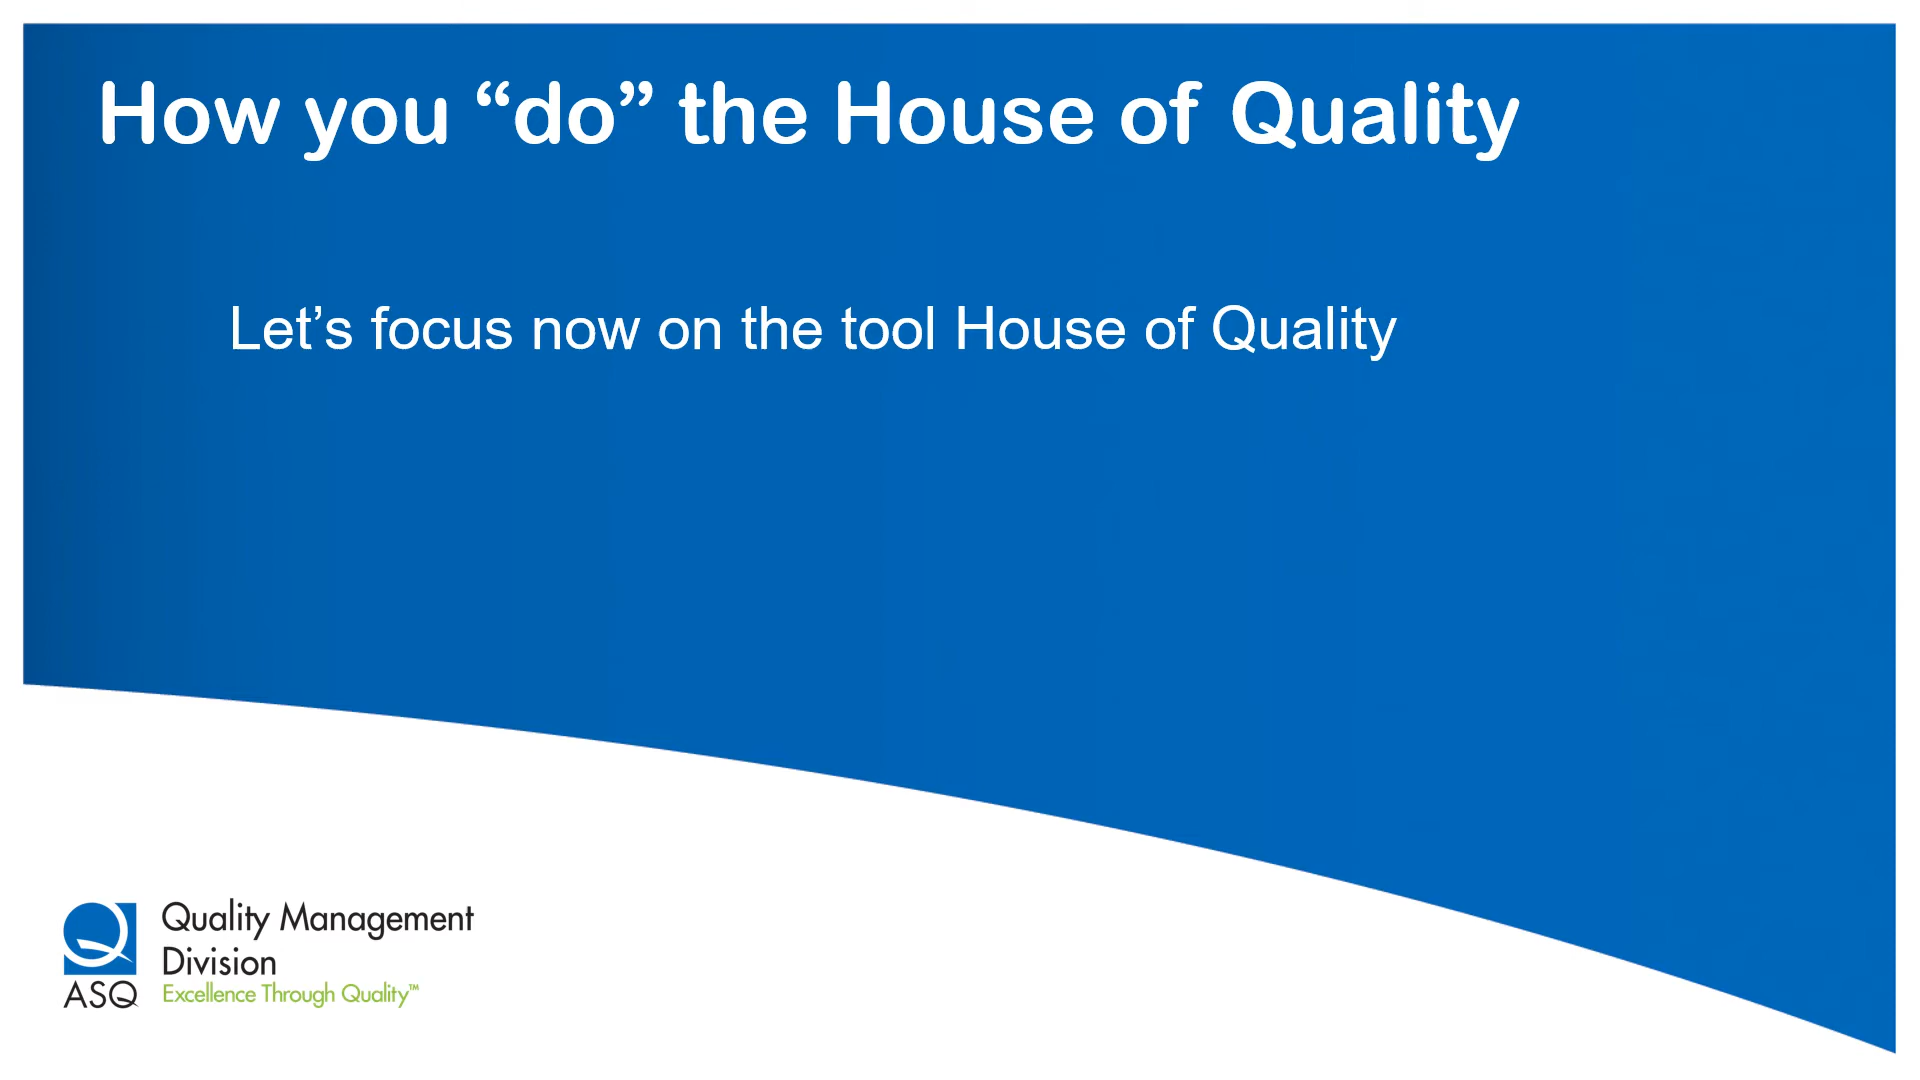 How you “do” the House of Quality
Let’s focus now on the tool House of Quality
Quality Management
Division
ASQ
Excellence Through Quality™